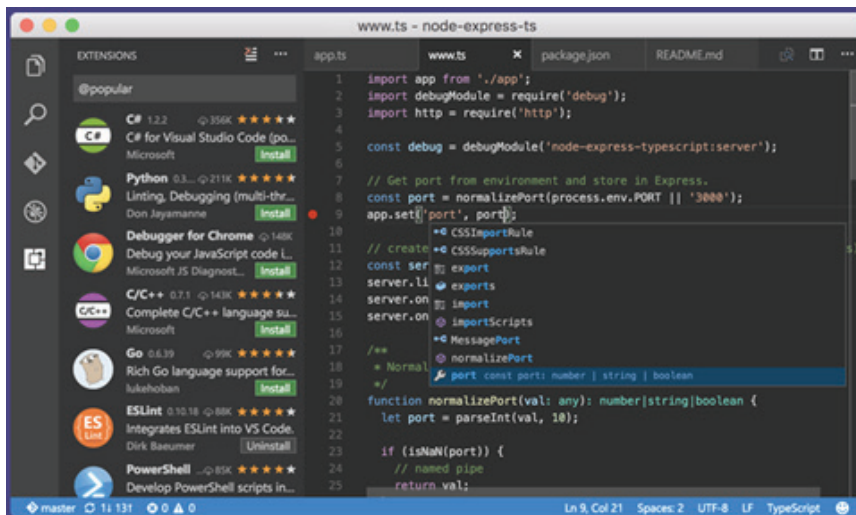 www.ts - node-express-ts
EXTENSIONS
@popular
C# 1.2.2 356K
C# for Visual Studio Code (po...
Microsoft Install
Python 0.3... 211K
Linting, Debugging (multi-thr...
Don Jayamanne Install
Debugger for Chrome 148K
Debug your JavaScript code i...
Microsoft JS Diagnost... Install
C/C++ 0.7.1 143K
Complete C/C++ language su...
Microsoft Install
Go 0.6.39 99K
Rich Go language support for...
lukehoban Install
ESLint 0.10.18 88K
Integrates ESLint into VS Code.
Dirk Baeumer Uninstall
PowerShell ... 85K
Develop PowerShell scripts in...
C#
C/C++
ES
Lint
app.ts www.ts package.json README.md
1 import app from './app';
2 import debugModule = require('debug');
3 import http = require('http');
4
5 const debug = debugModule('node-express-typescript:server');
6
7 // Get port from environment and store in Express.
8 const port = normalizePort(process.env.PORT || '3000');
9 app.set('port', port);
10
11 // create
12 const ser
13 server.li
14 server.on
15 server.on
16
17 /**
18 * Normal
19 */
20 function normalizePort(val: any): number|string|boolean {
21 let port = parseInt(val, 10);
22
23 if (isNaN(port)) {
24 // named pipe
25 return val;
CSSImportRule
CSSSupportsRule
export
exports
import
importScripts
MessagePort
normalizePort
port const port: number | string | boolean
master 1↓ 13↑ 0 0 Ln 9, Col 21 Spaces: 2 UTF-8 LF TypeScript